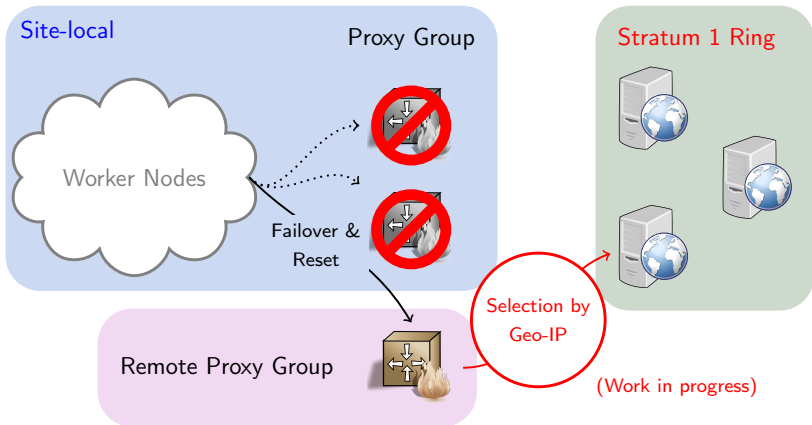 Site-local
Proxy Group
Stratum 1 Ring
Worker Nodes
Failover &
Reset
Selection by
Geo-IP
Remote Proxy Group
(Work in progress)